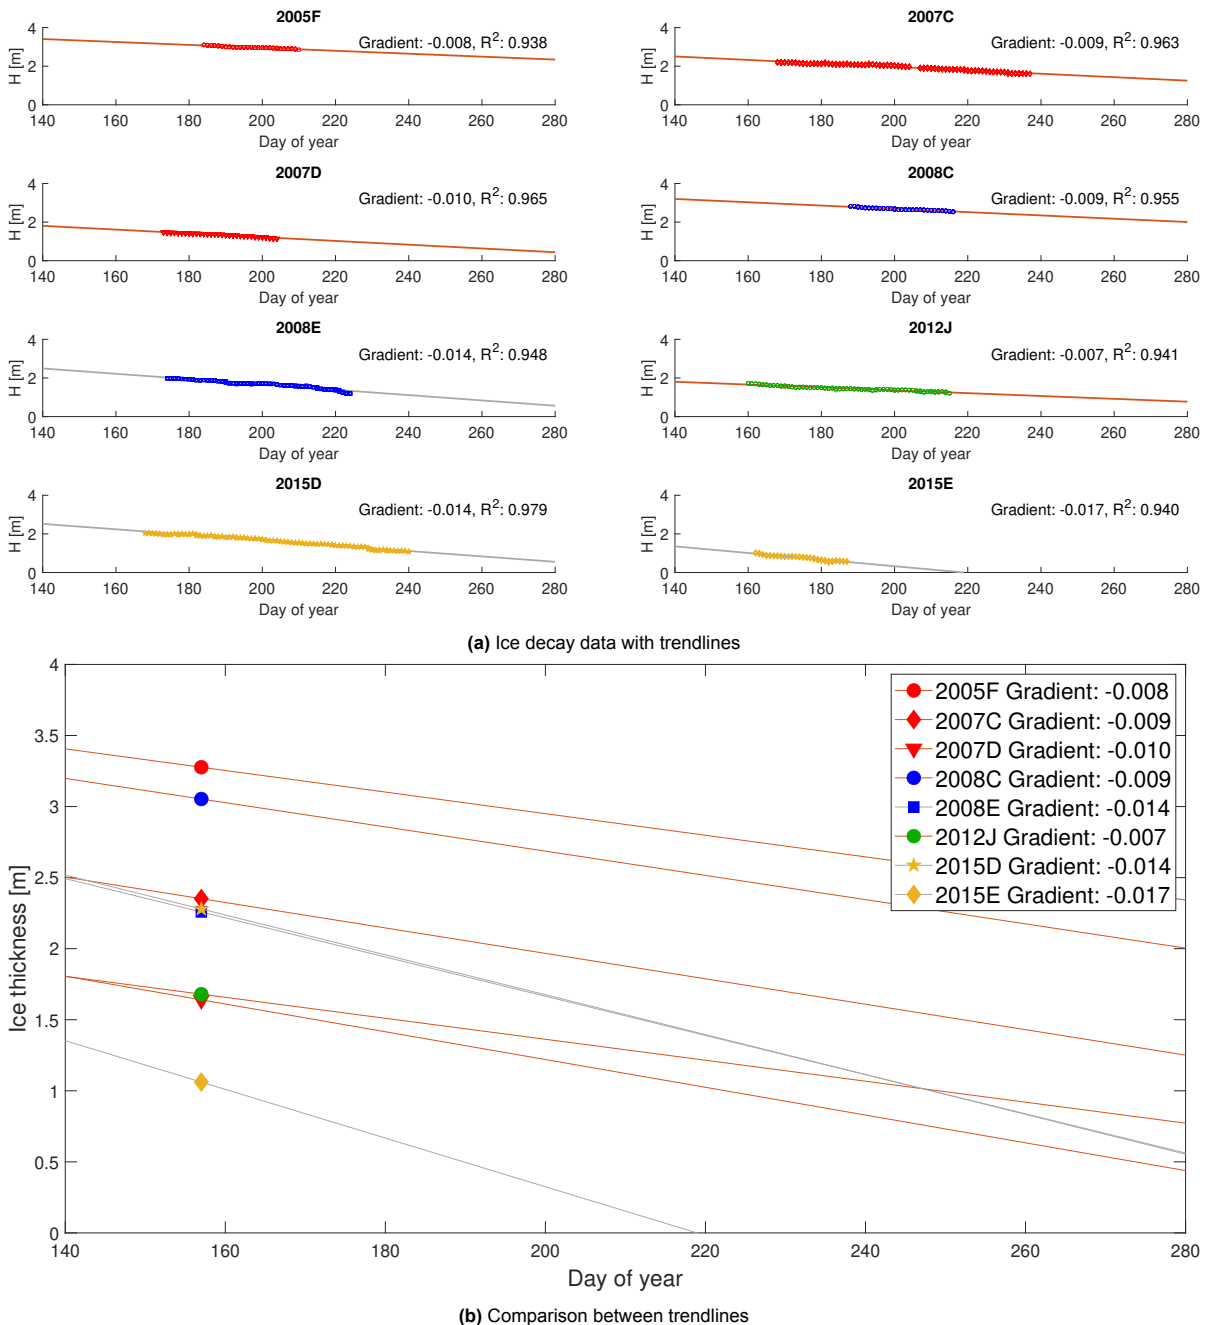 2005F
Gradient: -0.008, R²: 0.938
H [m]
4
2
0
140 160 180 200 220 240 260 280
Day of year
2007C
Gradient: -0.009, R²: 0.963
H [m]
4
2
0
140 160 180 200 220 240 260 280
Day of year
2007D
Gradient: -0.010, R²: 0.965
H [m]
4
2
0
140 160 180 200 220 240 260 280
Day of year
2008C
Gradient: -0.009, R²: 0.955
H [m]
4
2
0
140 160 180 200 220 240 260 280
Day of year
2008E
Gradient: -0.014, R²: 0.948
H [m]
4
2
0
140 160 180 200 220 240 260 280
Day of year
2012J
Gradient: -0.007, R²: 0.941
H [m]
4
2
0
140 160 180 200 220 240 260 280
Day of year
2015D
Gradient: -0.014, R²: 0.979
H [m]
4
2
0
140 160 180 200 220 240 260 280
Day of year
2015E
Gradient: -0.017, R²: 0.940
H [m]
4
2
0
140 160 180 200 220 240 260 280
Day of year
(a) Ice decay data with trendlines
4
3.5
3
2.5
2
1.5
1
0.5
0
Ice thickness [m]
2005F Gradient: -0.008
2007C Gradient: -0.009
2007D Gradient: -0.010
2008C Gradient: -0.009
2008E Gradient: -0.014
2012J Gradient: -0.007
2015D Gradient: -0.014
2015E Gradient: -0.017
140 160 180 200 220 240 260 280
Day of year
(b) Comparison between trendlines